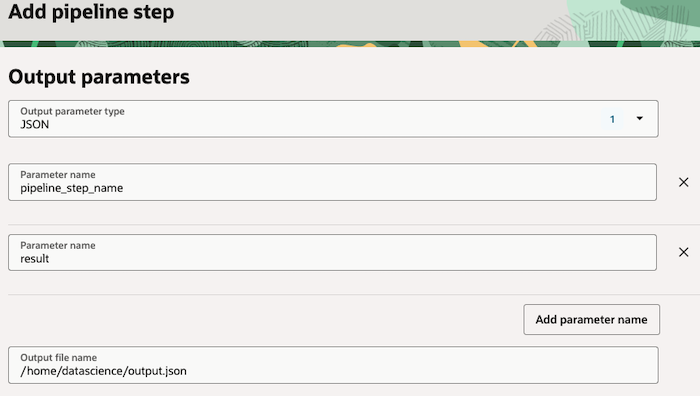 Add pipeline step
Output parameters
Output parameter type
JSON
1
Parameter name
pipeline_step_name
Parameter name
result
Add parameter name
Output file name
/home/datascience/output.json